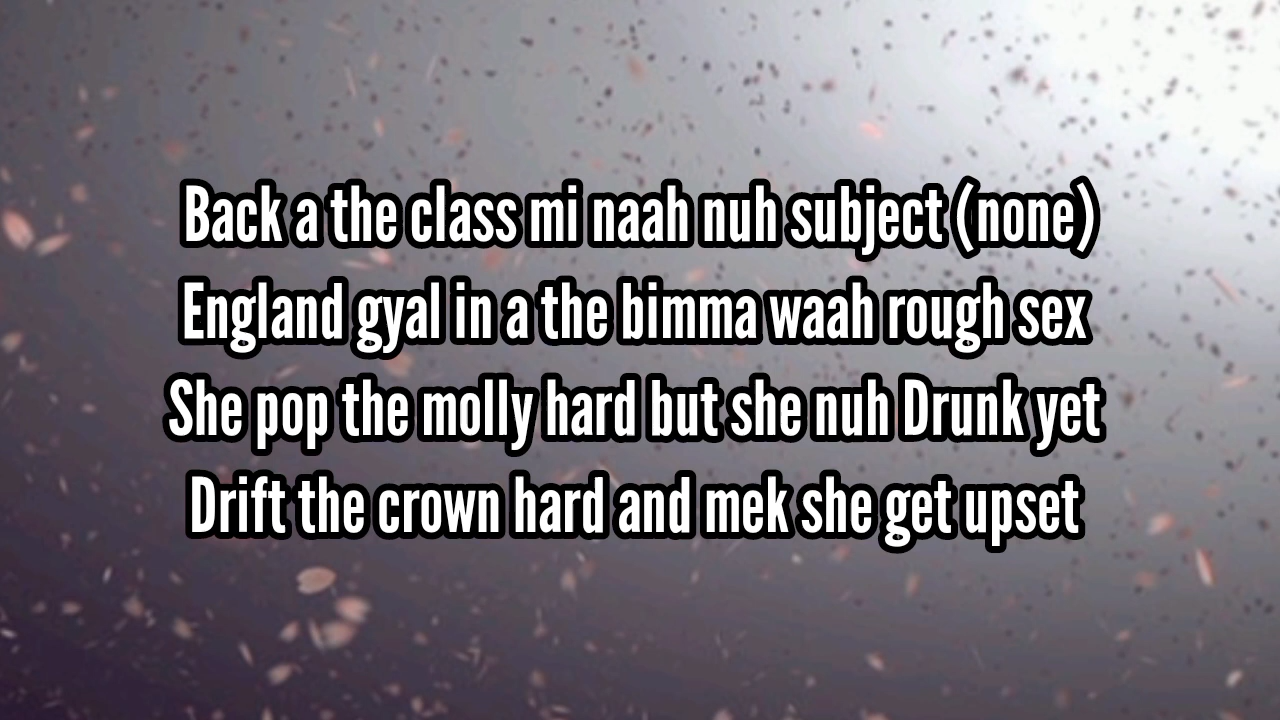 Back a the class mi naah nuh subject (none)
England gyal in a the bimma waah rough sex
She pop the molly hard but she nuh Drunk yet
Drift the crown hard and mek she get upset